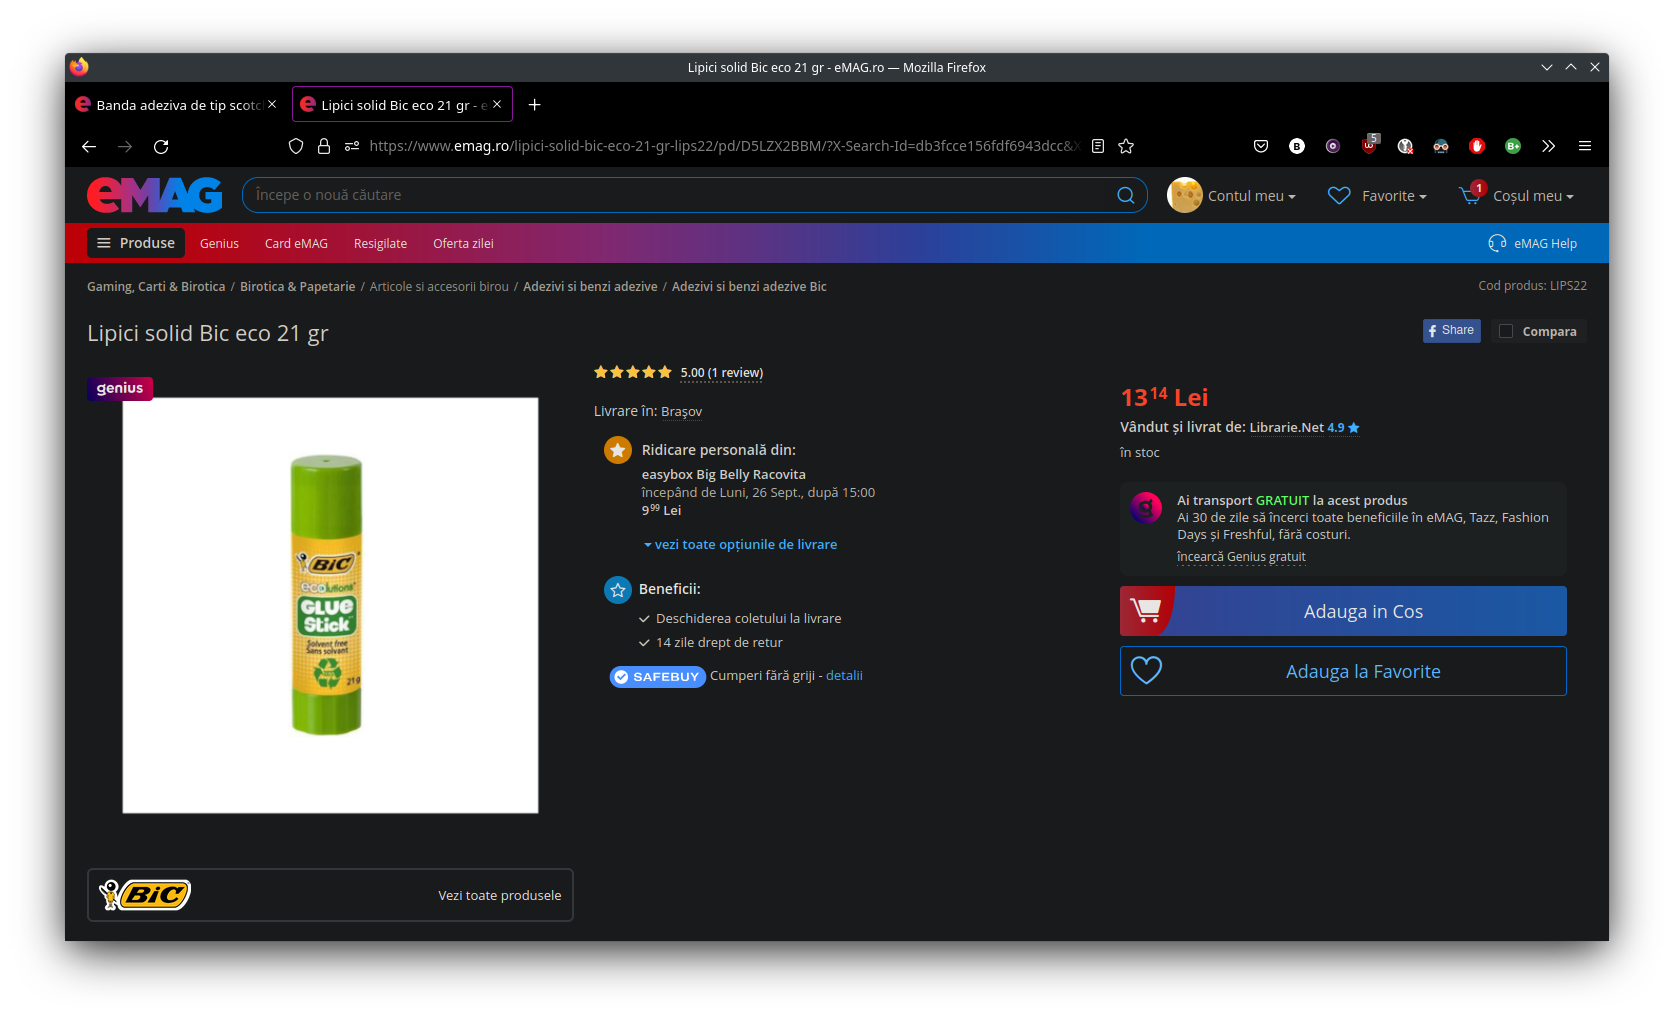 Lipici solid Bic eco 21 gr - eMAG.ro — Mozilla Firefox
Banda adeziva de tip scotc
Lipici solid Bic eco 21 gr - e
https://www.emag.ro/lipici-solid-bic-eco-21-gr-lips22/pd/D5LZX2BBM/?X-Search-Id=db3fcce156fdf6943dcc&X
5
eMAG
Începe o nouă căutare
Contul meu
Favorite
1
Coșul meu
Produse
Genius
Card eMAG
Resigilate
Oferta zilei
eMAG Help
Gaming, Carti & Birotica / Birotica & Papetarie / Articole si accesorii birou / Adezivi si benzi adezive / Adezivi si benzi adezive Bic
Cod produs: LIPS22
Lipici solid Bic eco 21 gr
Share
Compara
genius
BIC
ecolutions
GLUE
Stick
Solvent free
Sans solvant
21g
5.00 (1 review)
Livrare în: Brașov
Ridicare personală din:
easybox Big Belly Racovita
începând de Luni, 26 Sept., după 15:00
9⁹⁹ Lei
vezi toate opțiunile de livrare
Beneficii:
Deschiderea coletului la livrare
14 zile drept de retur
SAFEBUY Cumperi fără griji - detalii
13¹⁴ Lei
Vândut și livrat de: Librarie.Net 4.9
în stoc
Ai transport GRATUIT la acest produs
Ai 30 de zile să încerci toate beneficiile în eMAG, Tazz, Fashion
Days și Freshful, fără costuri.
încearcă Genius gratuit
Adauga in Cos
Adauga la Favorite
BIC
Vezi toate produsele